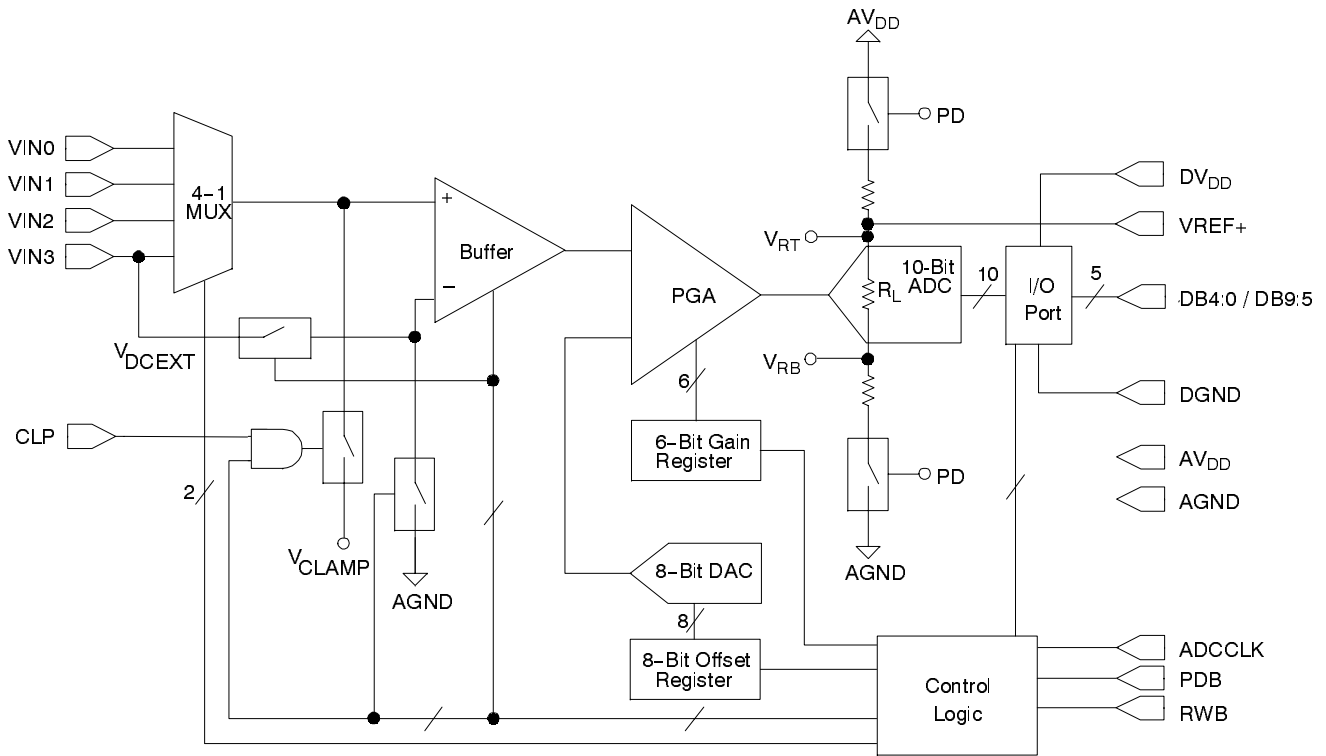 AVDD
PD
VIN0
VIN1
VIN2
VIN3
4-1
MUX
DVDD
VREF+
VRT
Buffer
+
−
PGA
10-Bit
ADC
RL
10
I/O
Port
5
DB4:0 / DB9:5
VDCEXT
VRB
6
DGND
CLP
6-Bit Gain
Register
PD
AVDD
AGND
2
VCLAMP
AGND
8-Bit DAC
AGND
8
8-Bit Offset
Register
Control
Logic
ADCCLK
PDB
RWB